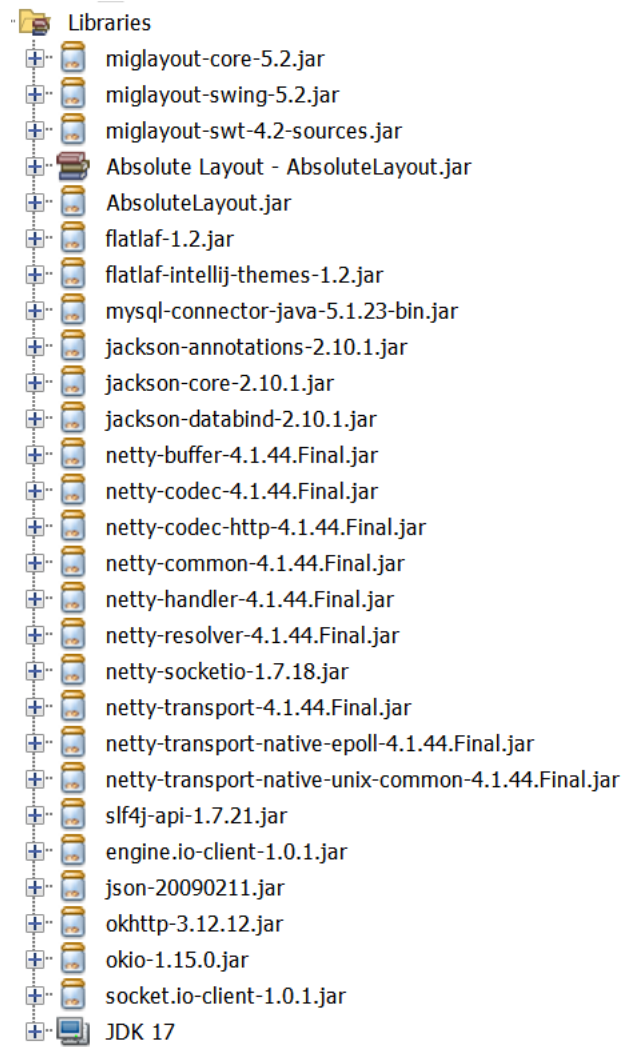 Libraries
miglayout-core-5.2.jar
miglayout-swing-5.2.jar
miglayout-swt-4.2-sources.jar
Absolute Layout - AbsoluteLayout.jar
AbsoluteLayout.jar
flatlaf-1.2.jar
flatlaf-intellij-themes-1.2.jar
mysql-connector-java-5.1.23-bin.jar
jackson-annotations-2.10.1.jar
jackson-core-2.10.1.jar
jackson-databind-2.10.1.jar
netty-buffer-4.1.44.Final.jar
netty-codec-4.1.44.Final.jar
netty-codec-http-4.1.44.Final.jar
netty-common-4.1.44.Final.jar
netty-handler-4.1.44.Final.jar
netty-resolver-4.1.44.Final.jar
netty-socketio-1.7.18.jar
netty-transport-4.1.44.Final.jar
netty-transport-native-epoll-4.1.44.Final.jar
netty-transport-native-unix-common-4.1.44.Final.jar
slf4j-api-1.7.21.jar
engine.io-client-1.0.1.jar
json-20090211.jar
okhttp-3.12.12.jar
okio-1.15.0.jar
socket.io-client-1.0.1.jar
JDK 17